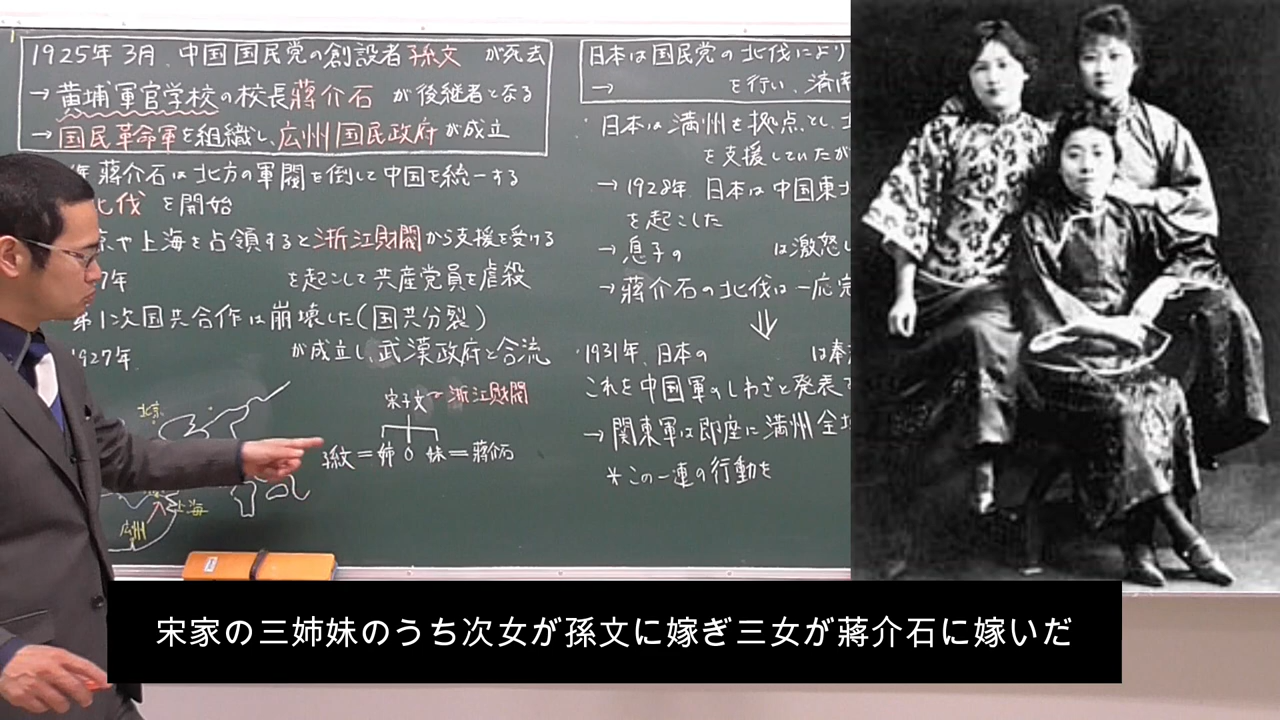 1925年3月、中国国民党の創設者孫文 が死去
→黄埔軍官学校の校長蔣介石 が後継者となる
→国民革命軍を組織し、広州国民政府が成立
年 蔣介石は北方の軍閥を倒して中国を統一する
北伐 を開始
京や上海を占領すると浙江財閥から支援を受ける
7年 を起こして共産党員を虐殺
第1次国共合作は崩壊した(国共分裂)
1927年 が成立し、武漢政府と合流
宋子文 浙江財閥
孫文=姉 ○ 妹=蔣介石
北京
上海
広州
日本は国民党の北伐により
→ を行い、済南
・日本は満州を拠点とし、
を支援していたが
→1928年、日本は中国東北
を起こした
→息子の は激怒し
→蔣介石の北伐は一応完
⇓
・1931年、日本の は奉
これを中国軍のしわざと発表
→関東軍は即座に満州全
*この一連の行動を
宋家の三姉妹のうち次女が孫文に嫁ぎ三女が蔣介石に嫁いだ